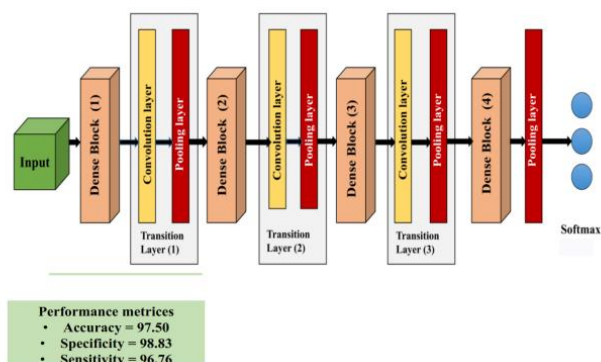 Input
Dense Block (1)
Convolution layer
Pooling layer
Transition
Layer (1)
Dense Block (2)
Convolution layer
Pooling layer
Transition
Layer (2)
Dense Block (3)
Convolution layer
Pooling layer
Transition
Layer (3)
Dense Block (4)
Pooling layer
Softmax
Performance metrices
• Accuracy = 97.50
• Specificity = 98.83
• Sensitivity = 96.76